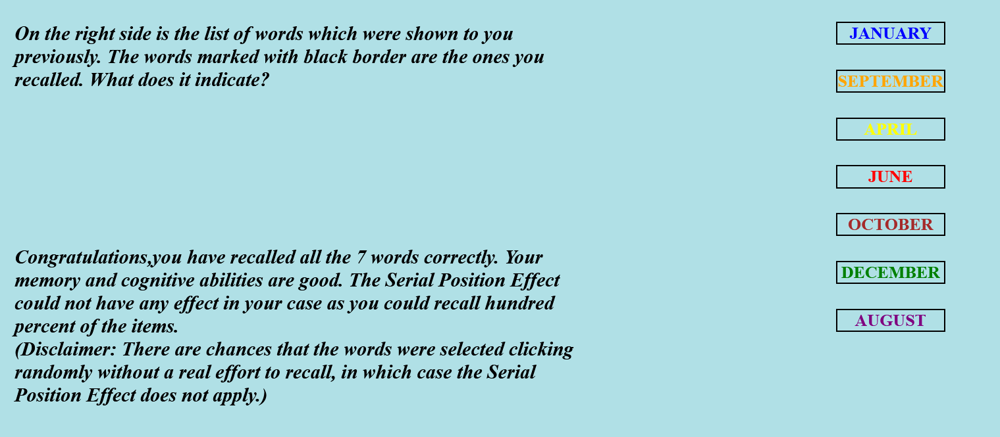 On the right side is the list of words which were shown to you
previously. The words marked with black border are the ones you
recalled. What does it indicate?
Congratulations,you have recalled all the 7 words correctly. Your
memory and cognitive abilities are good. The Serial Position Effect
could not have any effect in your case as you could recall hundred
percent of the items.
(Disclaimer: There are chances that the words were selected clicking
randomly without a real effort to recall, in which case the Serial
Position Effect does not apply.)
JANUARY
SEPTEMBER
APRIL
JUNE
OCTOBER
DECEMBER
AUGUST